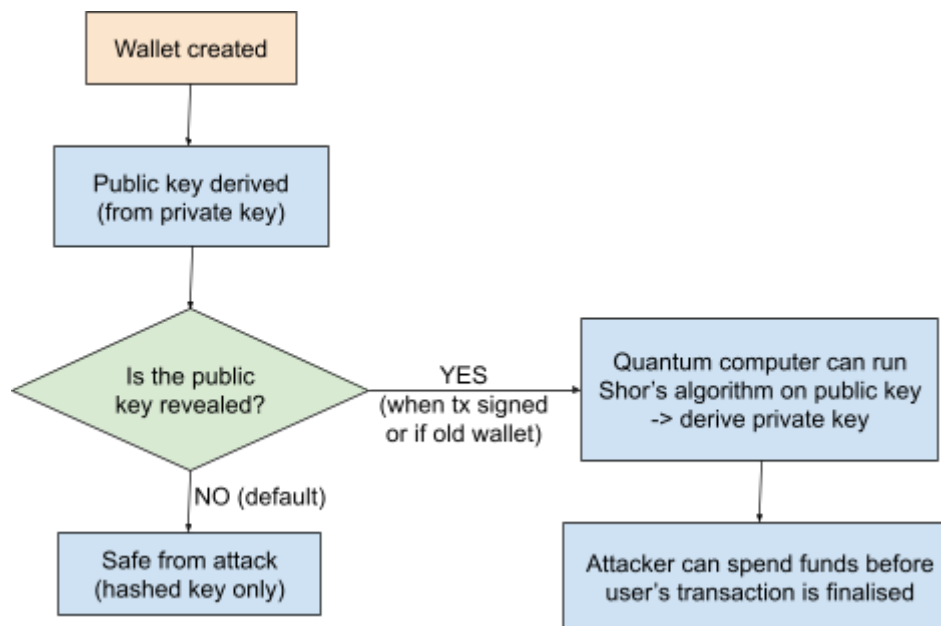 Wallet created
Public key derived
(from private key)
Is the public
key revealed?
YES
(when tx signed
or if old wallet)
Quantum computer can run
Shor's algorithm on public key
-> derive private key
NO (default)
Safe from attack
(hashed key only)
Attacker can spend funds before
user's transaction is finalised